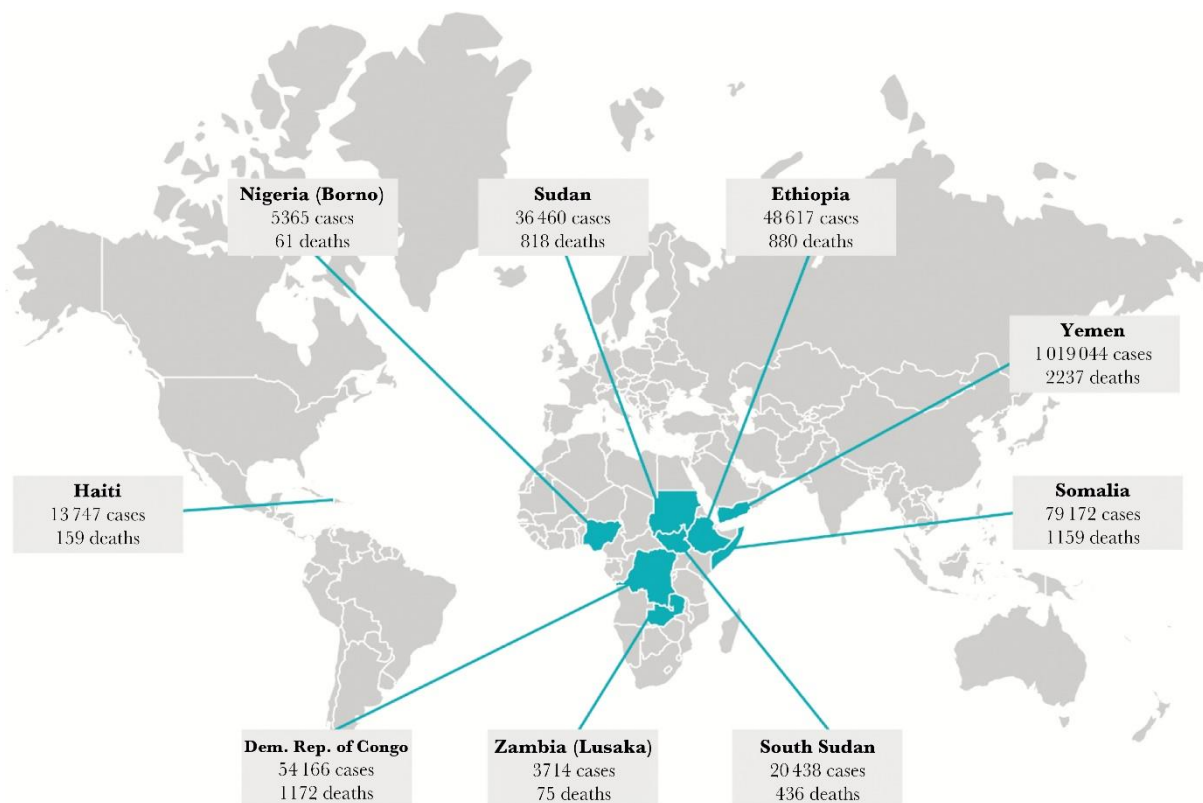 Nigeria (Borno)
5365 cases
61 deaths
Sudan
36 460 cases
818 deaths
Ethiopia
48 617 cases
880 deaths
Yemen
1 019 044 cases
2237 deaths
Haiti
13 747 cases
159 deaths
Somalia
79 172 cases
1159 deaths
Dem. Rep. of Congo
54 166 cases
1172 deaths
Zambia (Lusaka)
3714 cases
75 deaths
South Sudan
20 438 cases
436 deaths